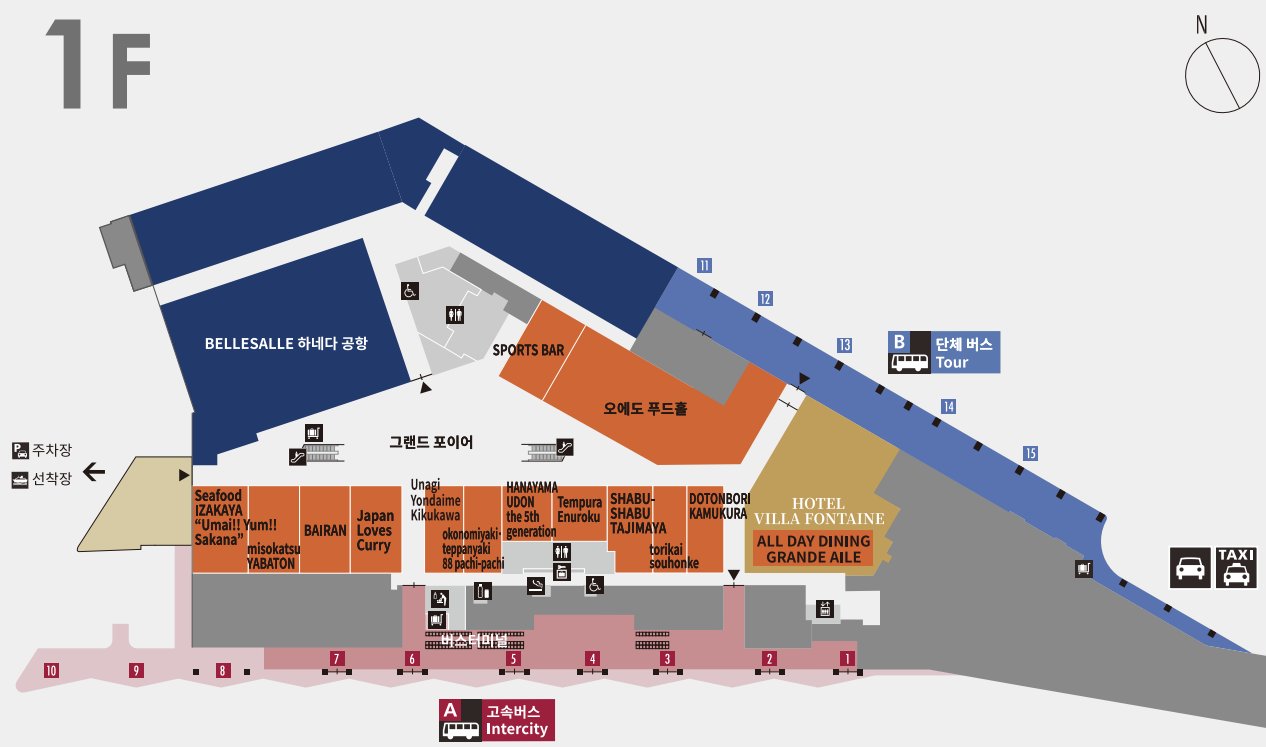 1F
N
11
12
13
14
15
B
단체 버스
Tour
BELLESALLE 하네다 공항
SPORTS BAR
오에도 푸드홀
그랜드 포이어
P
주차장
선착장
Seafood
IZAKAYA
“Umai!! Yum!!
Sakana”
misokatsu
YABATON
BAIRAN
Japan
Loves
Curry
Unagi
Yondaime
Kikukawa
okonomiyaki-
teppanyaki
88 pachi-pachi
HANAYAMA
UDON
the 5th
generation
Tempura
Enuroku
SHABU-
SHABU
TAJIMAYA
torikai
souhonke
DOTONBORI
KAMUKURA
HOTEL
VILLA FONTAINE
ALL DAY DINING
GRANDE AILE
TAXI
버스터미널
10
9
8
7
6
5
4
3
2
1
A
고속버스
Intercity